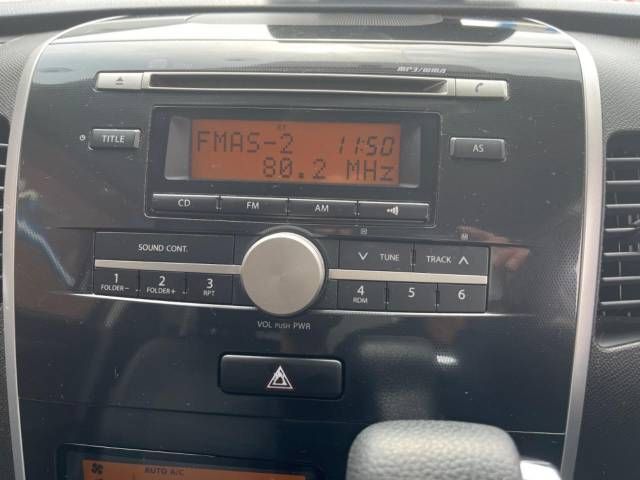 MP3/WMA
TITLE
ST
FMAS-2 11:50
80.2 MHz
AS
CD FM AM
SOUND CONT.
∨ TUNE TRACK ∧
1 FOLDER−
2 FOLDER+
3 RPT
4 RDM
5
6
VOL PUSH PWR
AUTO A/C